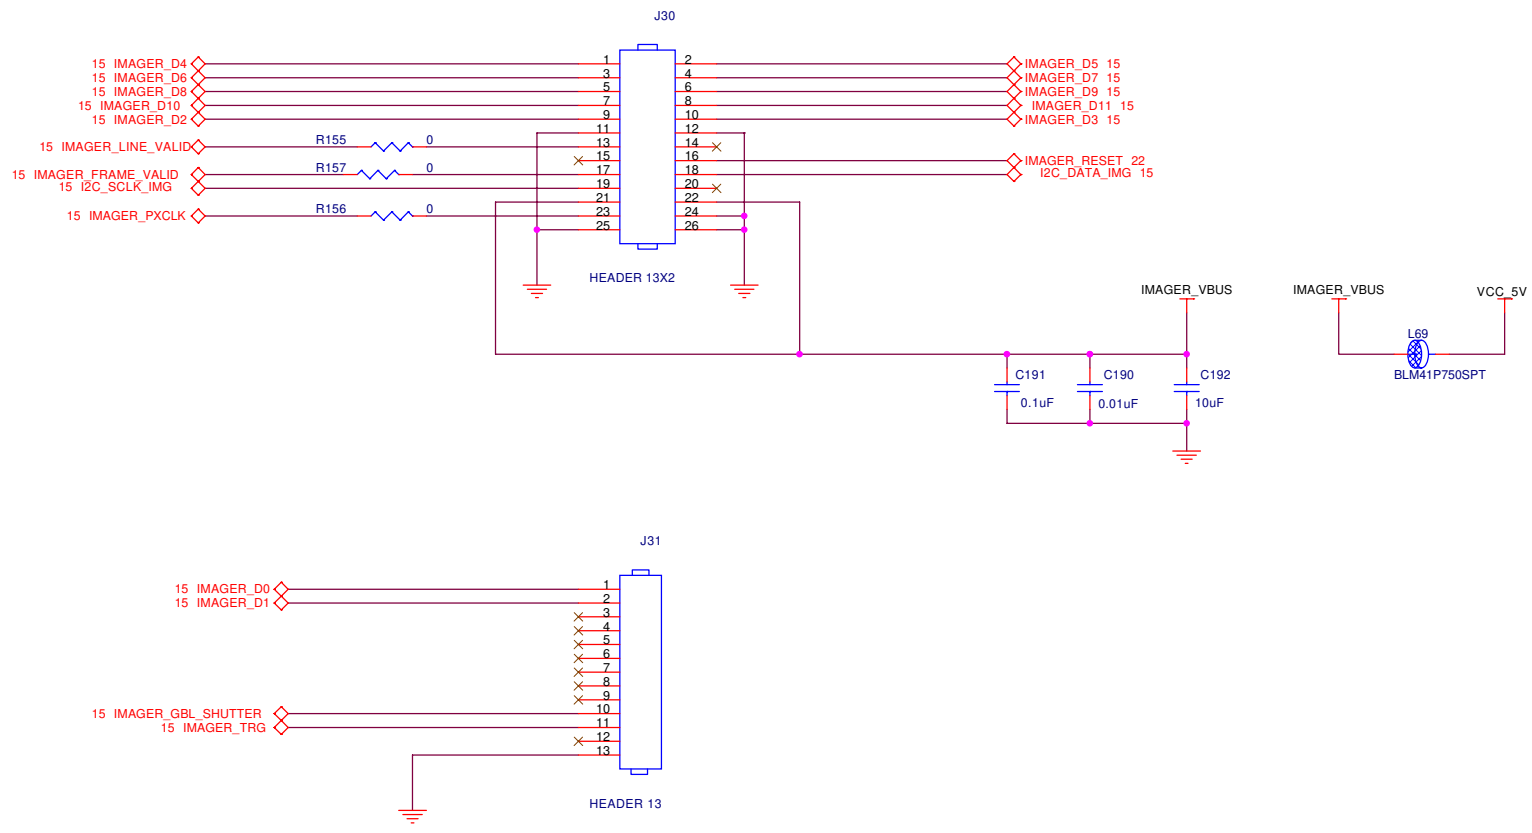 J30
15 IMAGER_D4 1 2 IMAGER_D5 15
15 IMAGER_D6 3 4 IMAGER_D7 15
15 IMAGER_D8 5 6 IMAGER_D9 15
15 IMAGER_D10 7 8 IMAGER_D11 15
15 IMAGER_D2 9 10 IMAGER_D3 15
11 12
15 IMAGER_LINE_VALID R155 0 13 14
15 16 IMAGER_RESET 22
15 IMAGER_FRAME_VALID R157 0 17 18 I2C_DATA_IMG 15
15 I2C_SCLK_IMG 19 20
21 22
15 IMAGER_PXCLK R156 0 23 24
25 26
HEADER 13X2
IMAGER_VBUS IMAGER_VBUS VCC_5V
L69
BLM41P750SPT
C191 C190 C192
0.1uF 0.01uF 10uF
J31
15 IMAGER_D0 1
15 IMAGER_D1 2
3
4
5
6
7
8
9
15 IMAGER_GBL_SHUTTER 10
15 IMAGER_TRG 11
12
13
HEADER 13